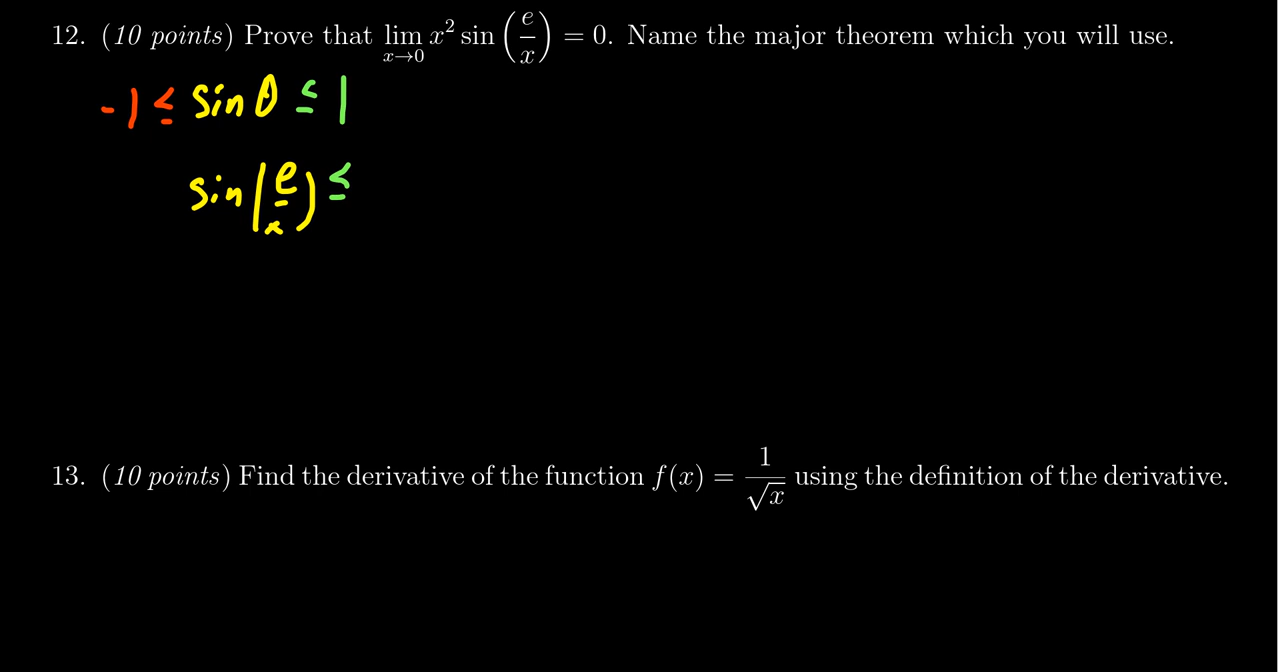 12. (10 points) Prove that lim x→0 x² sin(e/x) = 0. Name the major theorem which you will use.
-1 ≤ sin θ ≤ 1
sin(e/x) ≤
13. (10 points) Find the derivative of the function f(x) = 1/√x using the definition of the derivative.